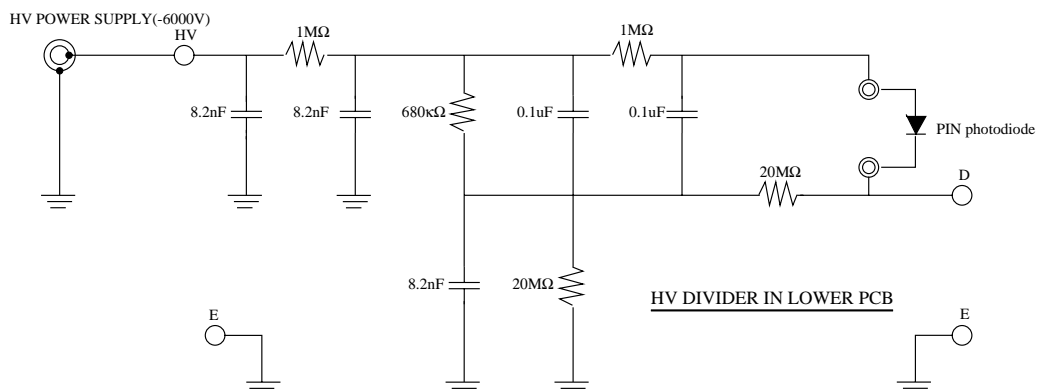 HV POWER SUPPLY(-6000V)
HV
1MΩ
1MΩ
8.2nF
8.2nF
680κΩ
0.1uF
0.1uF
PIN photodiode
20MΩ
D
8.2nF
20MΩ
HV DIVIDER IN LOWER PCB
E
E